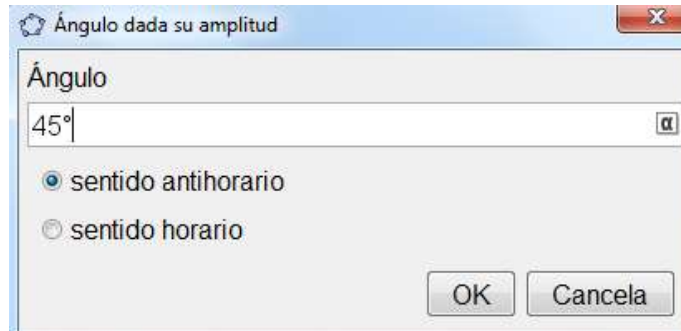 Ángulo dada su amplitud
Ángulo
45°
α
sentido antihorario
sentido horario
OK Cancela